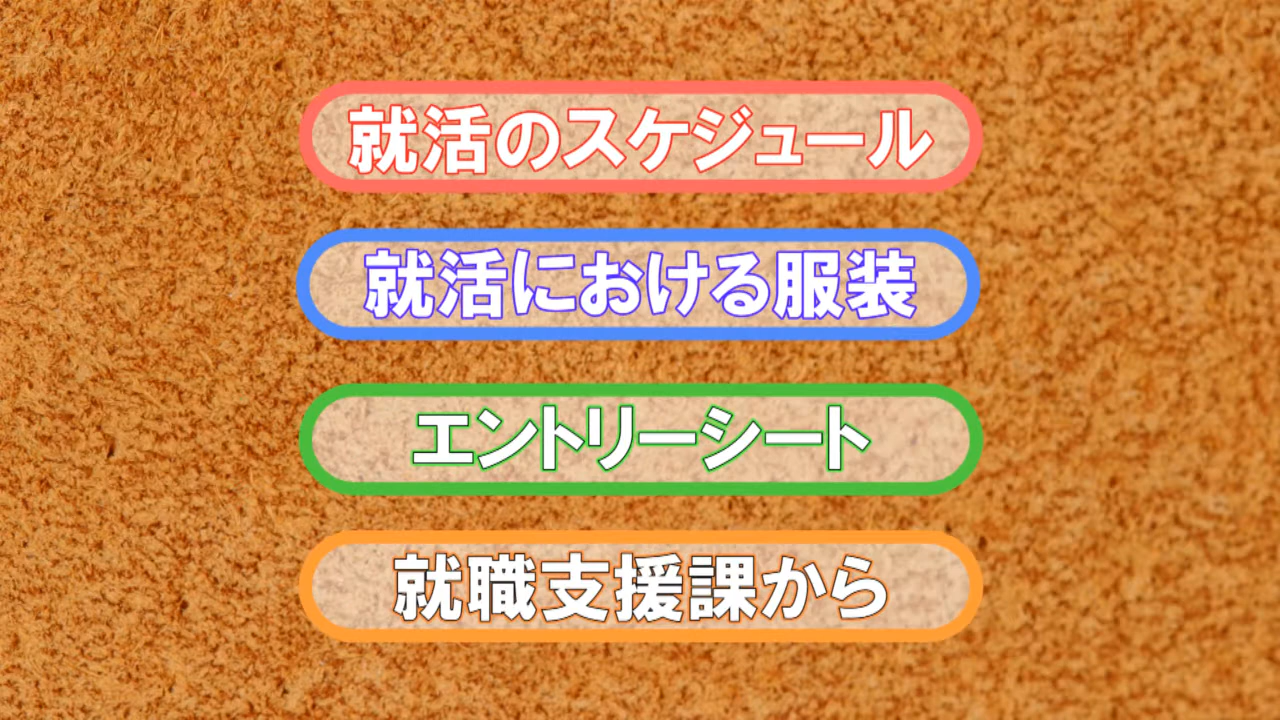 就活のスケジュール
就活における服装
エントリーシート
就職支援課から